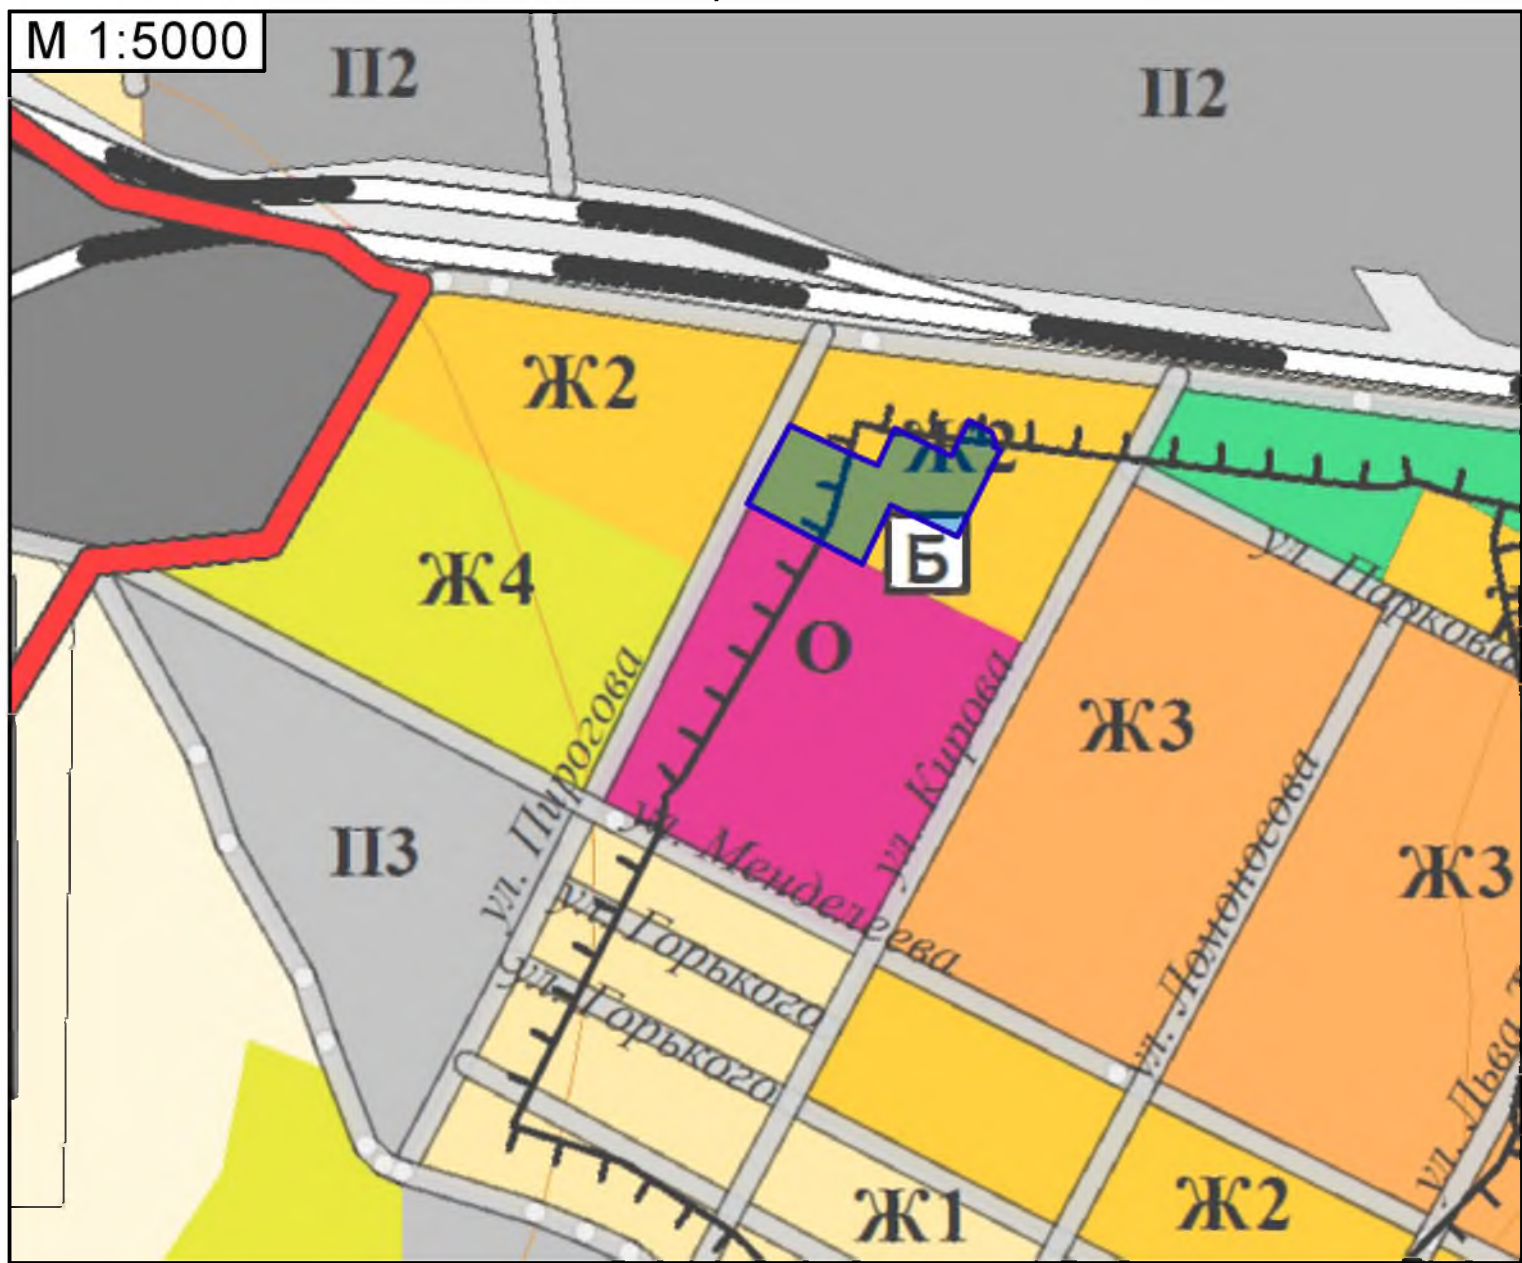 М 1:5000
П2
П2
Ж2
Ж2
Б
Ж4
О
ул. Парковая
Ж3
П3
ул. Пирогова
ул. Кирова
ул. Менделеева
ул. Ломоносова
Ж3
ул. Горького
ул. Горького
ул. Льва
Ж1
Ж2